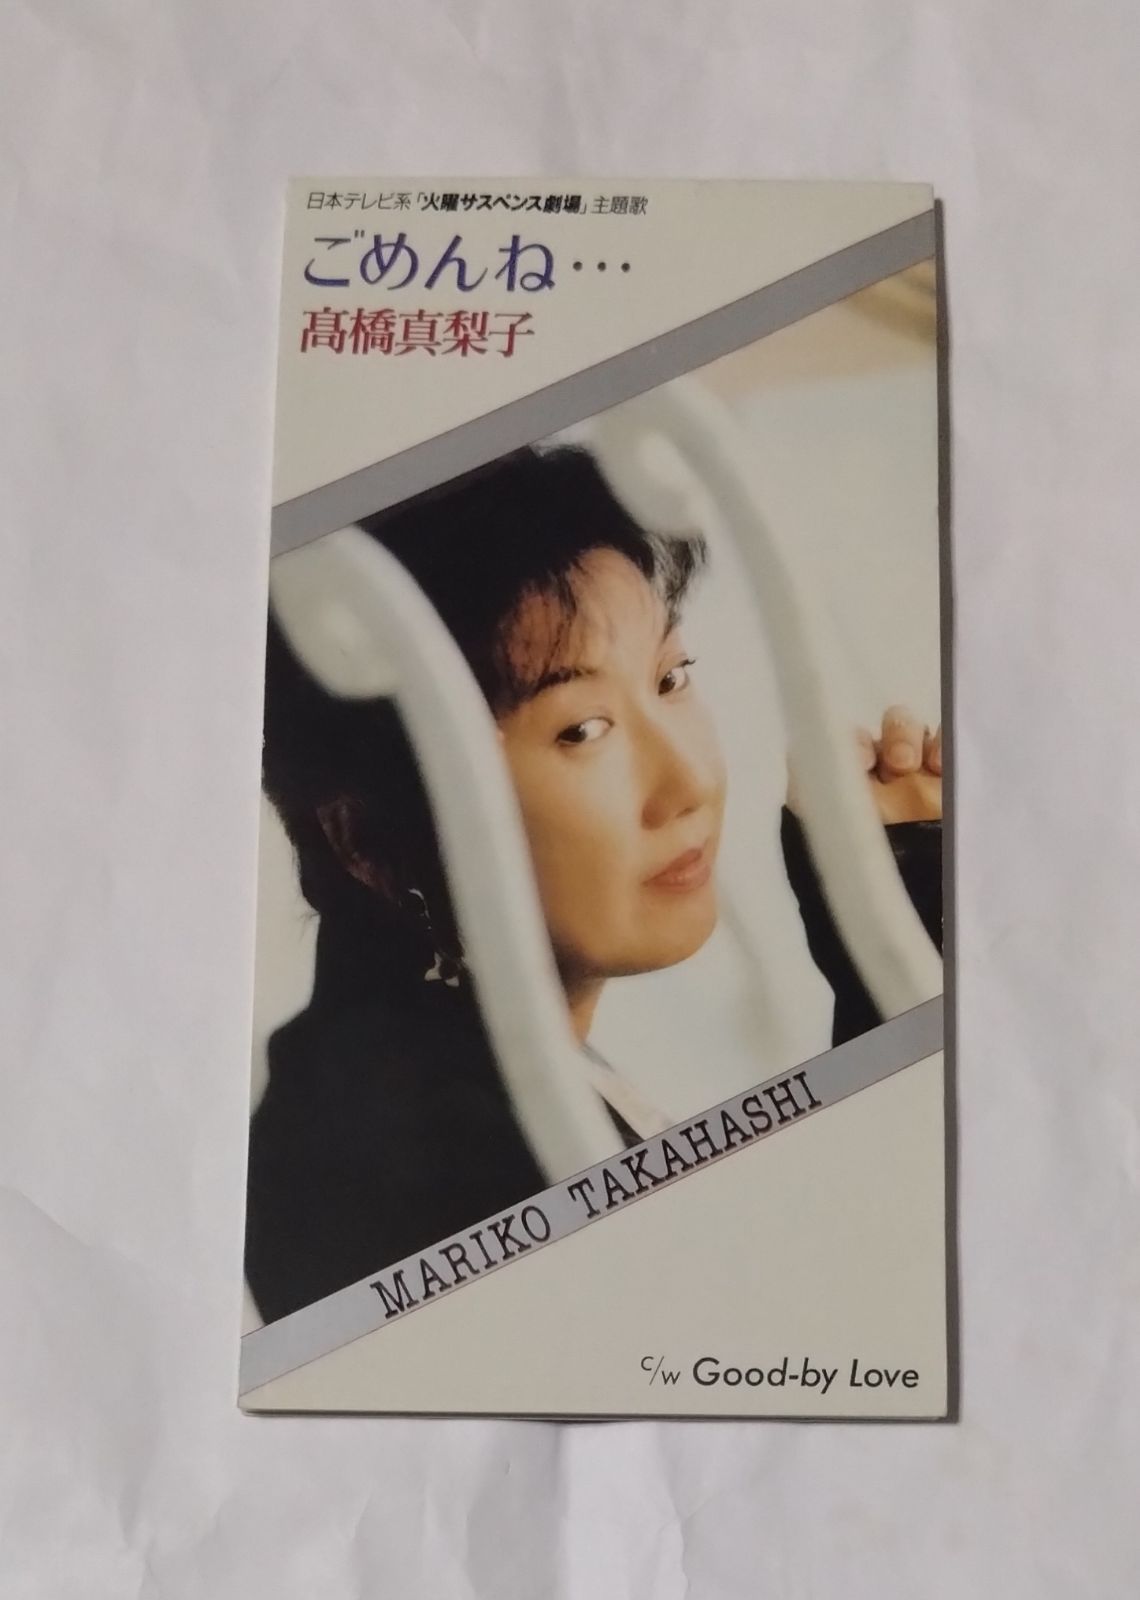 日本テレビ系「火曜サスペンス劇場」主題歌
ごめんね…
髙橋真梨子
MARIKO TAKAHASHI
c/w Good-by Love